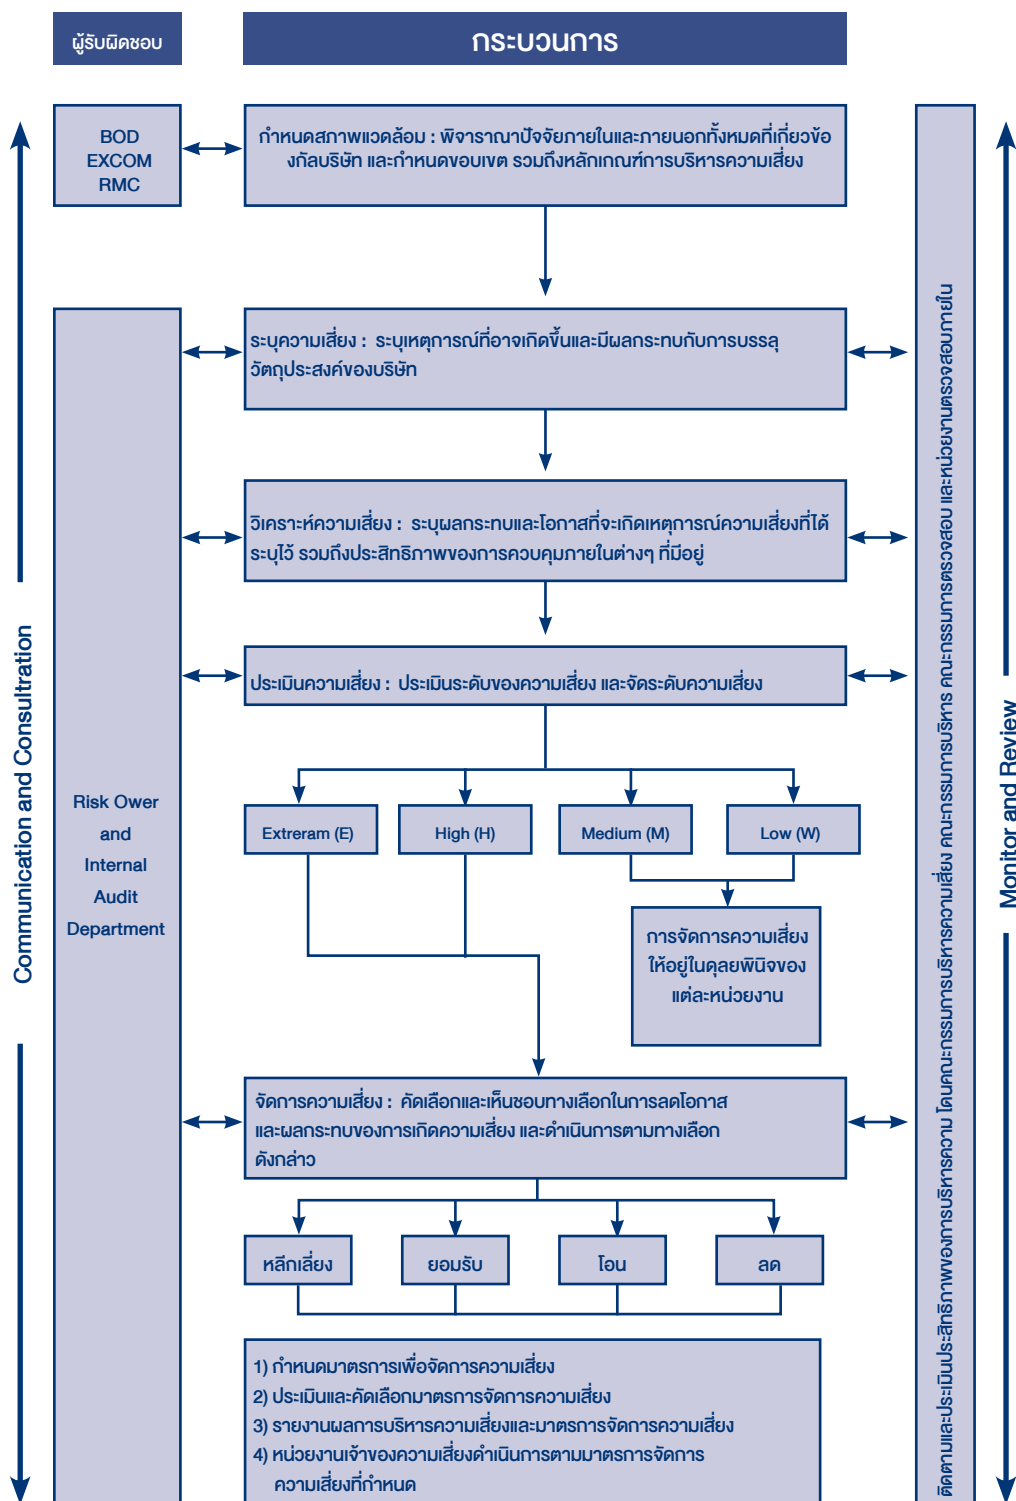 ผู้รับผิดชอบ
กระบวนการ
BOD
EXCOM
RMC
กำหนดสภาพแวดล้อม : พิจาราณาปัจจัยภายในและภายนอกทั้งหมดที่เกี่ยวข้อ
งกัลบริษัท และกำหนดขอบเขต รวมถึงหลักเกณฑ์การบริหารความเสี่ยง
ระบุความเสี่ยง : ระบุเหตุการณ์ที่อาจเกิดขึ้นและมีผลกระทบกับการบรรลุ
วัตถุประสงค์ของบริษัท
วิเคราะห์ความเสี่ยง : ระบุผลกระทบและโอกาสที่จะเกิดเหตุการณ์ความเสี่ยงที่ได้
ระบุไว้ รวมถึงประสิทธิภาพของการควบคุมภายในต่างๆ ที่มีอยู่
ประเมินความเสี่ยง : ประเมินระดับของความเสี่ยง และจัดระดับความเสี่ยง
Communication and Consultration
Risk Ower
and
Internal
Audit
Department
Extreram (E)
High (H)
Medium (M)
Low (W)
การจัดการความเสี่ยง
ให้อยู่ในดุลยพินิจของ
แต่ละหน่วยงาน
จัดการความเสี่ยง : คัดเลือกและเห็นชอบทางเลือกในการลดโอกาส
และผลกระทบของการเกิดความเสี่ยง และดำเนินการตามทางเลือก
ดังกล่าว
หลีกเลี่ยง
ยอมรับ
โอน
ลด
1) กำหนดมาตรการเพื่อจัดการความเสี่ยง
2) ประเมินและคัดเลือกมาตรการจัดการความเสี่ยง
3) รายงานผลการบริหารความเสี่ยงและมาตรการจัดการความเสี่ยง
4) หน่วยงานเจ้าของความเสี่ยงดำเนินการตามมาตรการจัดการ
ความเสี่ยงที่กำหนด
ติดตามและประเมินประสิทธิภาพของการบริหารความ โดนคณะกรรมการบริหารความเสี่ยง คณะกรรมการบริหาร คณะกรรมการตรวจสอบ และหน่วยงานตรวจสอบภายใน
Monitor and Review